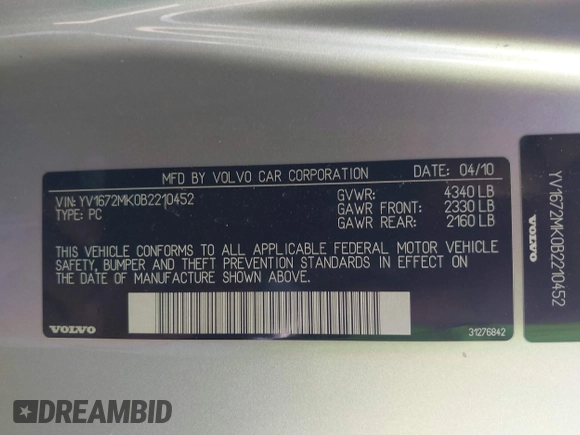 MFD BY VOLVO CAR CORPORATION DATE: 04/10
VIN: YV1672MK0B2210452 GVWR: 4340 LB
TYPE: PC GAWR FRONT: 2330 LB
GAWR REAR: 2160 LB
THIS VEHICLE CONFORMS TO ALL APPLICABLE FEDERAL MOTOR VEHICLE
SAFETY, BUMPER AND THEFT PREVENTION STANDARDS IN EFFECT ON
THE DATE OF MANUFACTURE SHOWN ABOVE.
VOLVO 31276842
YV1672MK0B2210452
VOLVO
DREAMBID